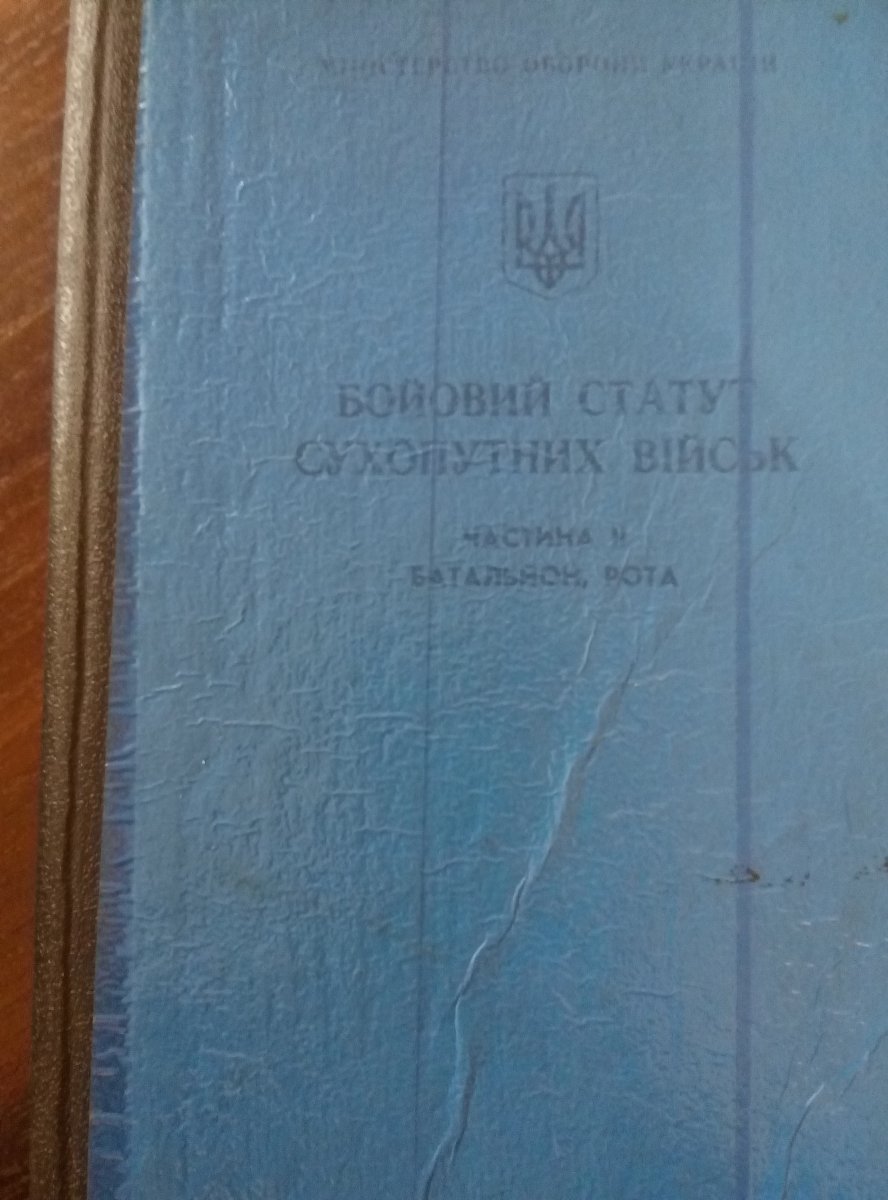 МІНІСТЕРСТВО ОБОРОНИ УКРАЇНИ
БОЙОВИЙ СТАТУТ
СУХОПУТНИХ ВІЙСЬК
ЧАСТИНА II
БАТАЛЬЙОН, РОТА